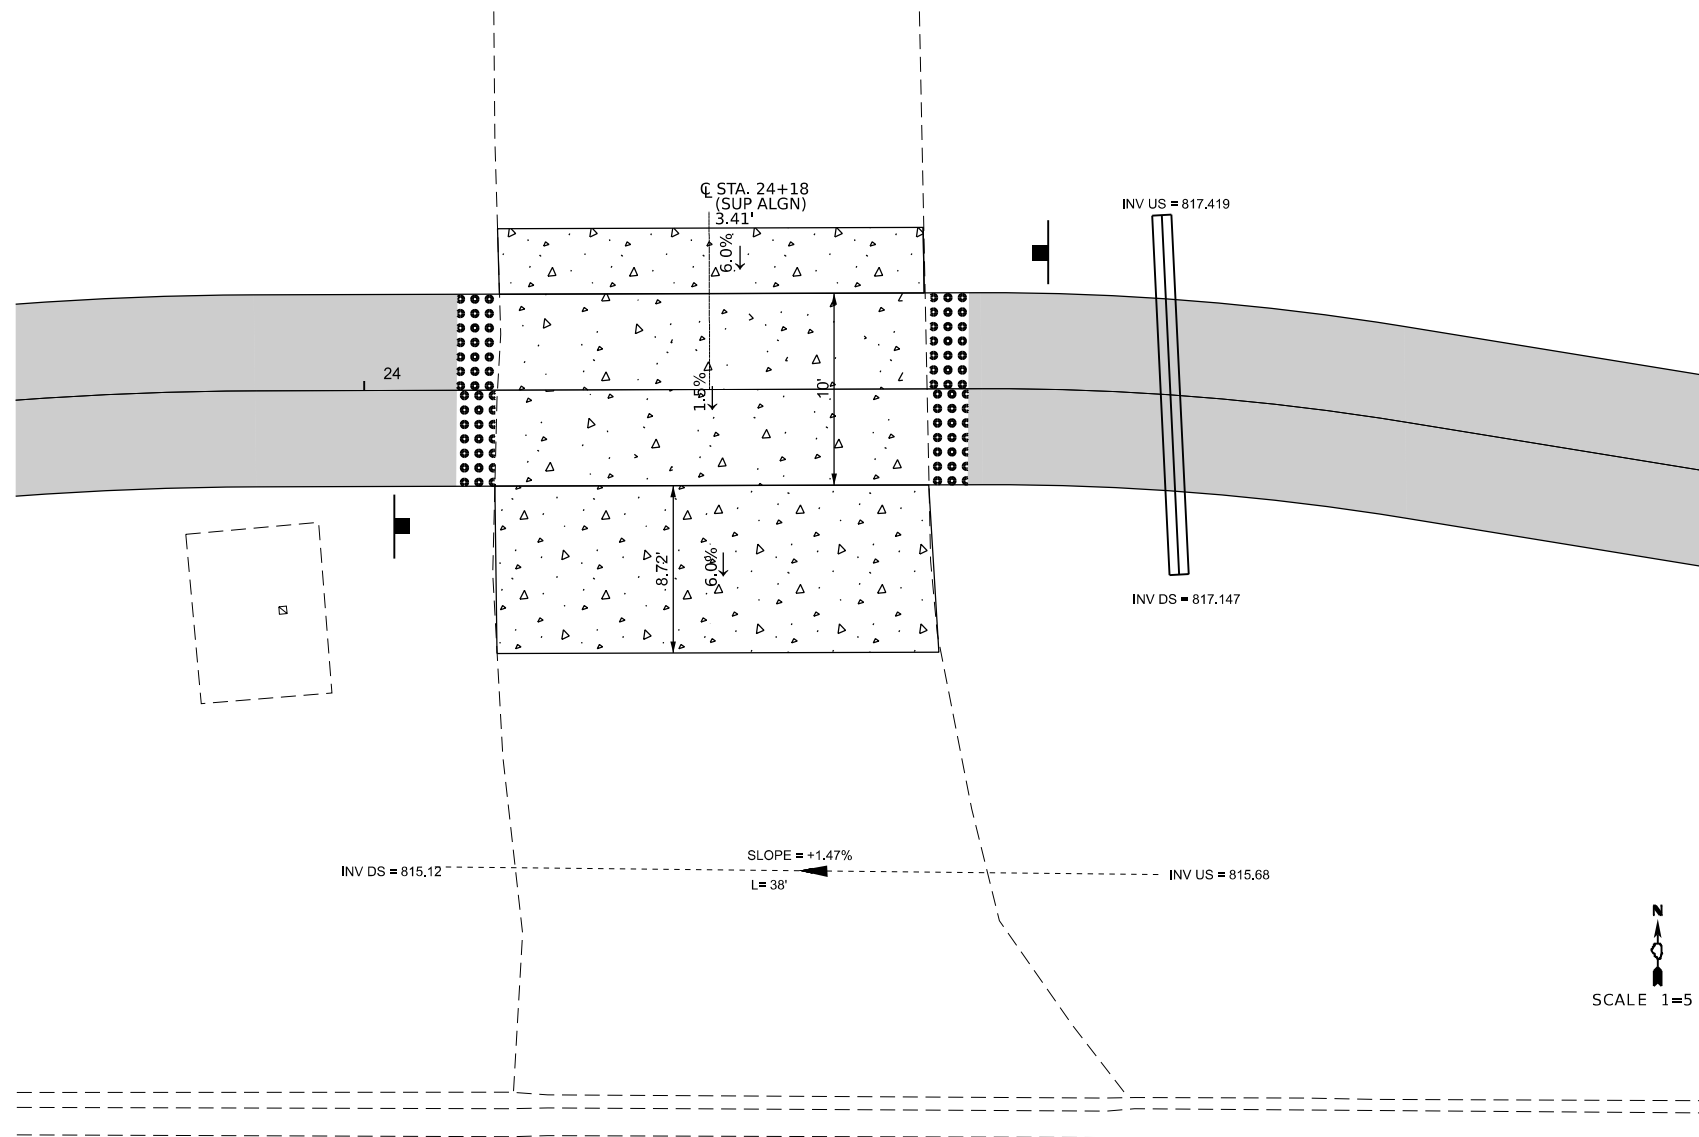 ℄ STA. 24+18
(SUP ALGN)
3.41'
INV US = 817.419
6.0%
24
1.5%
10'
8.72'
6.0%
INV DS = 817.147
SLOPE = +1.47%
INV DS = 815.12
L= 38'
INV US = 815.68
N
SCALE 1=5